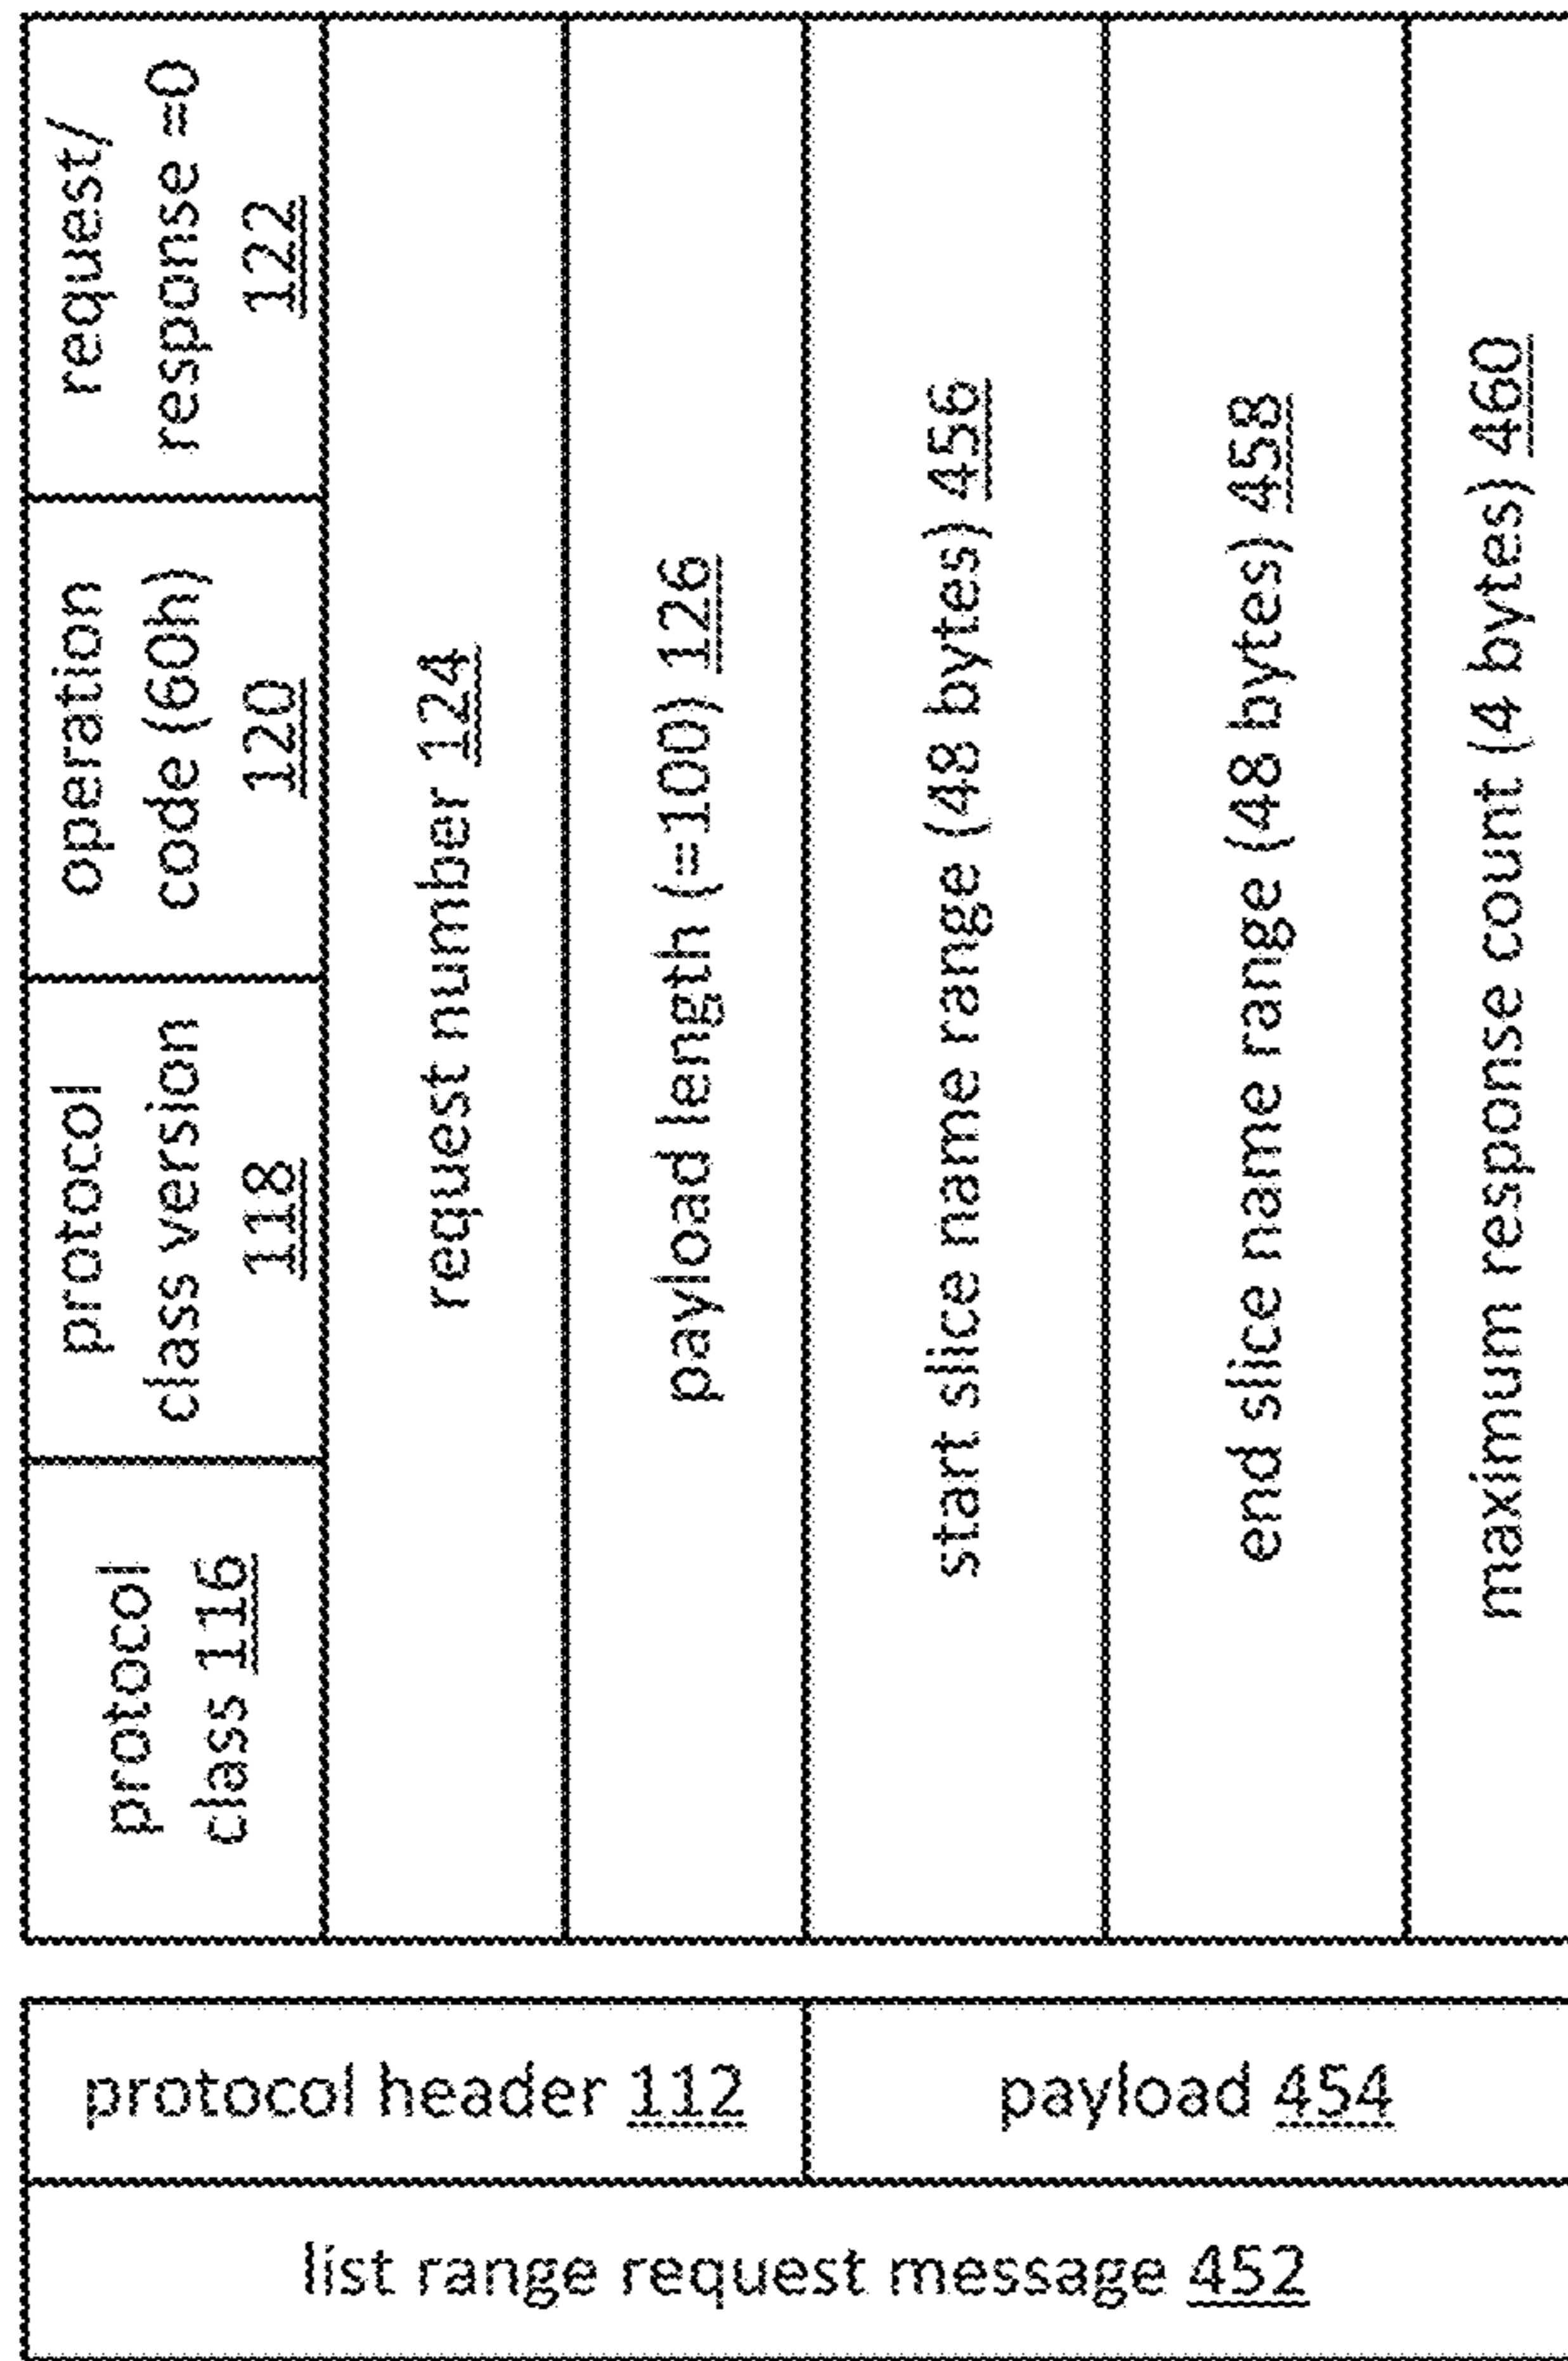 list range request message 452
protocol header 112
payload 454
protocol
class 116
protocol
class version
118
operation
code (60h)
120
request/
response =0
122
request number 124
payload length (=100) 126
start slice name range (48 bytes) 456
end slice name range (48 bytes) 458
maximum response count (4 bytes) 460